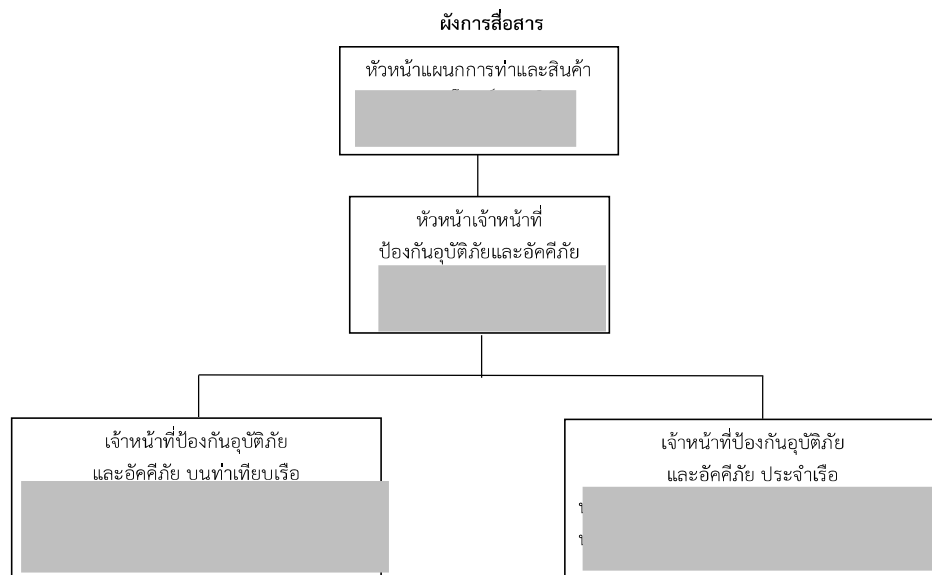 ผังการสื่อสาร
หัวหน้าแผนกการท่าและสินค้า
หัวหน้าเจ้าหน้าที่
ป้องกันอุบัติภัยและอัคคีภัย
เจ้าหน้าที่ป้องกันอุบัติภัย
และอัคคีภัย บนท่าเทียบเรือ
เจ้าหน้าที่ป้องกันอุบัติภัย
และอัคคีภัย ประจำเรือ